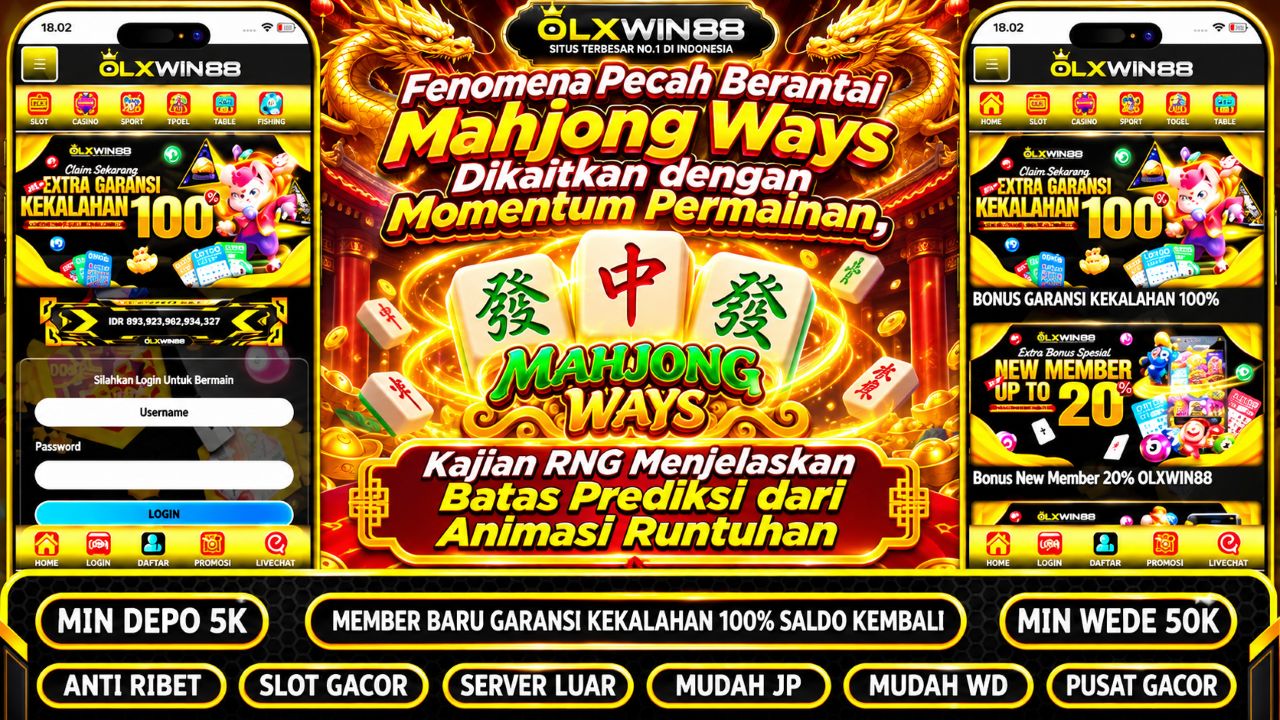 18.02
OLXWIN88
SLOT
CASINO
SPORT
TPOEL
TABLE
FISHING
OLXWIN88
Claim Sekarang
EXTRA GARANSI
KEKALAHAN 100%
IDR 893,923,962,934,327
OLXWIN88
Silahkan Login Untuk Bermain
Username
Password
LOGIN
HOME
LOGIN
DAFTAR
PROMOSI
LIVECHAT
OLXWIN88
SITUS TERBESAR NO.1 DI INDONESIA
Fenomena Pecah Berantai
Mahjong Ways
Dikaitkan dengan
Momentum Permainan,
發
中
發
MAHJONG
WAYS
Kajian RNG Menjelaskan
Batas Prediksi dari
Animasi Runtuhan
18.02
OLXWIN88
HOME
SLOT
CASINO
SPORT
TOGEL
TABLE
OLXWIN88
Claim Sekarang
EXTRA GARANSI
KEKALAHAN 100%
BONUS GARANSI KEKALAHAN 100%
OLXWIN88
Extra Bonus Spesial
NEW MEMBER
UP TO 20%
Bonus New Member 20% OLXWIN88
OLXWIN88
HOME
LOGIN
DAFTAR
PROMOSI
LIVECHAT
MIN DEPO 5K
MEMBER BARU GARANSI KEKALAHAN 100% SALDO KEMBALI
MIN WEDE 50K
ANTI RIBET
SLOT GACOR
SERVER LUAR
MUDAH JP
MUDAH WD
PUSAT GACOR